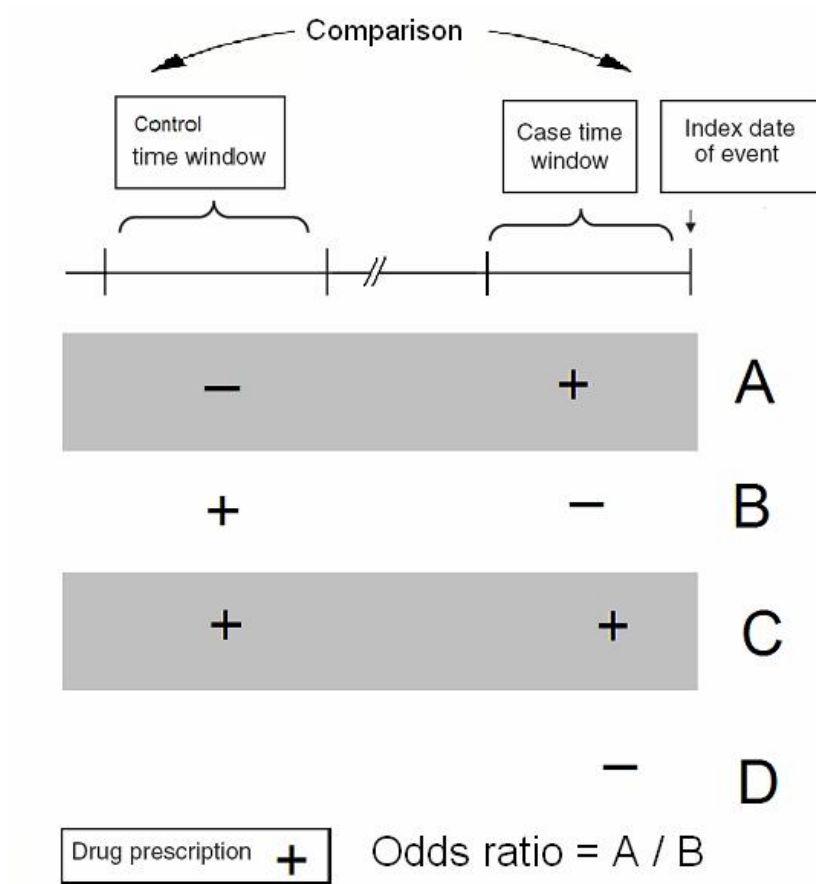 Comparison
Control
time window
Case time
window
Index date
of event
− + A
+ − B
+ + C
− D
Drug prescription +
Odds ratio = A / B